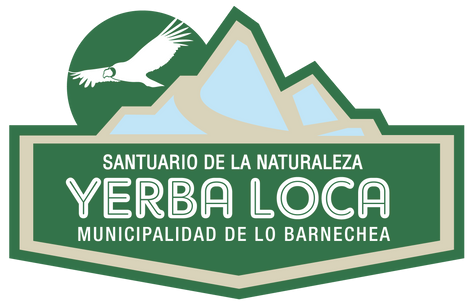 SANTUARIO DE LA NATURALEZA
YERBA LOCA
MUNICIPALIDAD DE LO BARNECHEA